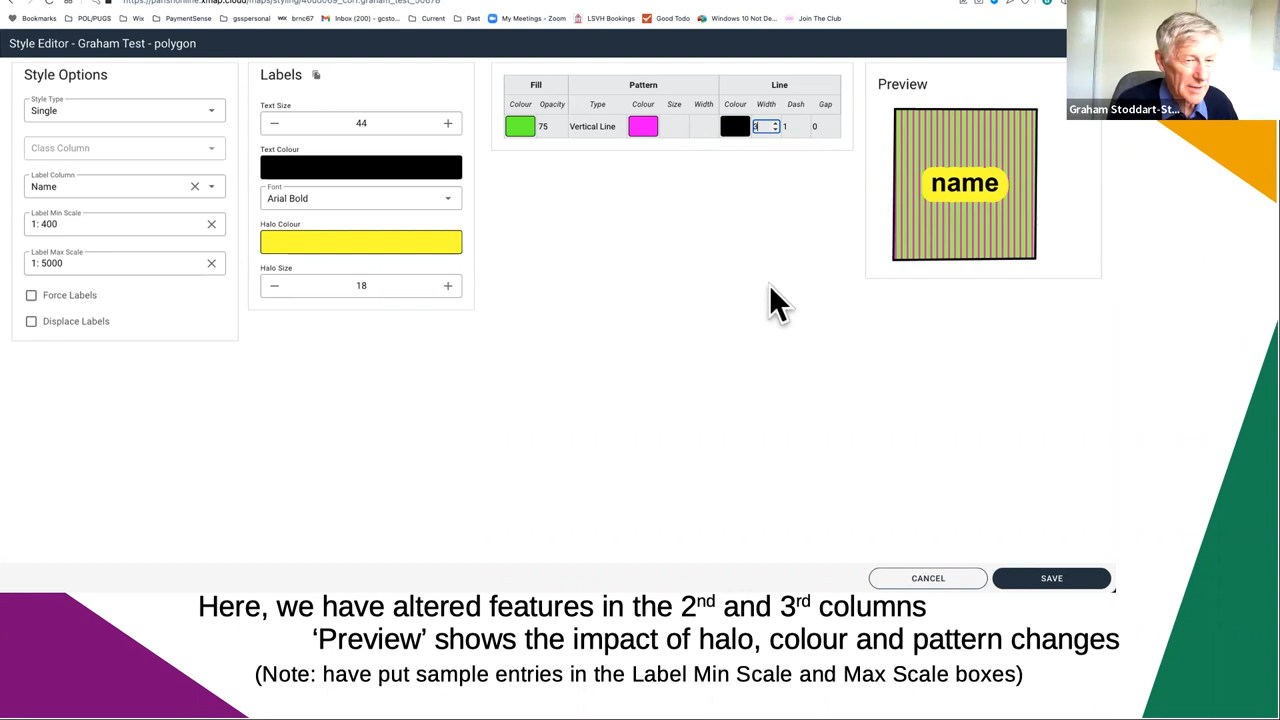 Bookmarks POL/PUGS Wix PaymentSense gsspersonal WIX brnc67 Inbox (200) - gcsto... Current Past My Meetings - Zoom LSVH Bookings Good Todo Windows 10 Not De... Join The Club
Style Editor - Graham Test - polygon
Style Options
Style Type
Single
Class Column
Label Column
Name
Label Min Scale
1: 400
Label Max Scale
1: 5000
Force Labels
Displace Labels
Labels
Text Size
44
Text Colour
Font
Arial Bold
Halo Colour
Halo Size
18
Fill Pattern Line
Colour Opacity Type Colour Size Width Colour Width Dash Gap
75 Vertical Line 1 0
Preview
name
Graham Stoddart-St...
CANCEL SAVE
Here, we have altered features in the 2nd and 3rd columns
‘Preview’ shows the impact of halo, colour and pattern changes
(Note: have put sample entries in the Label Min Scale and Max Scale boxes)